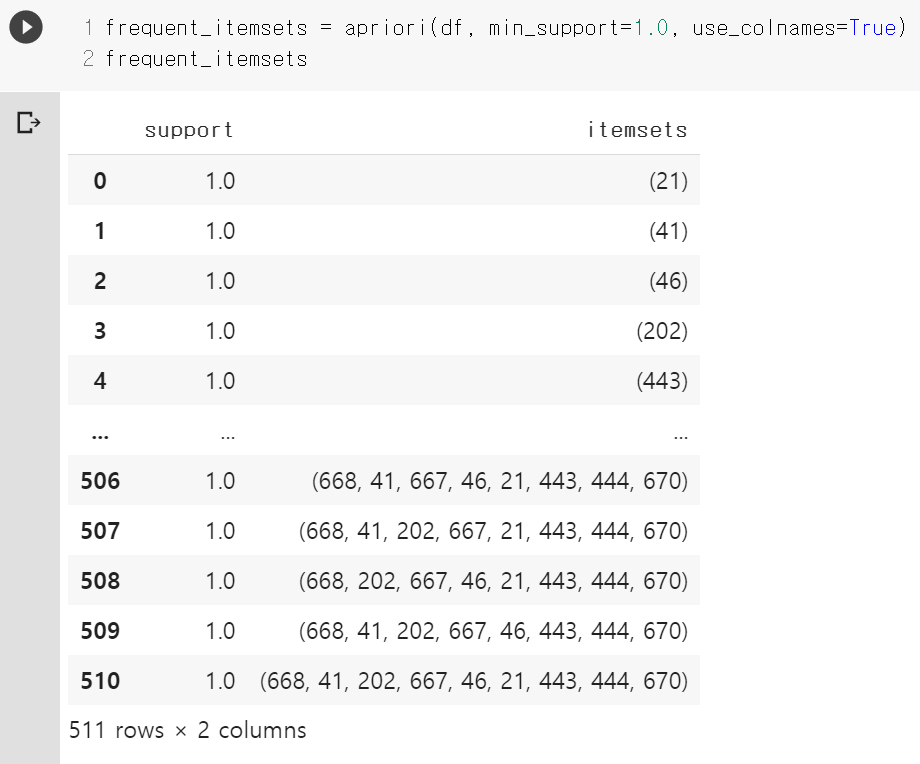 1 frequent_itemsets = apriori(df, min_support=1.0, use_colnames=True)
2 frequent_itemsets
support itemsets
0 1.0 (21)
1 1.0 (41)
2 1.0 (46)
3 1.0 (202)
4 1.0 (443)
... ... ...
506 1.0 (668, 41, 667, 46, 21, 443, 444, 670)
507 1.0 (668, 41, 202, 667, 21, 443, 444, 670)
508 1.0 (668, 202, 667, 46, 21, 443, 444, 670)
509 1.0 (668, 41, 202, 667, 46, 443, 444, 670)
510 1.0 (668, 41, 202, 667, 46, 21, 443, 444, 670)
511 rows × 2 columns